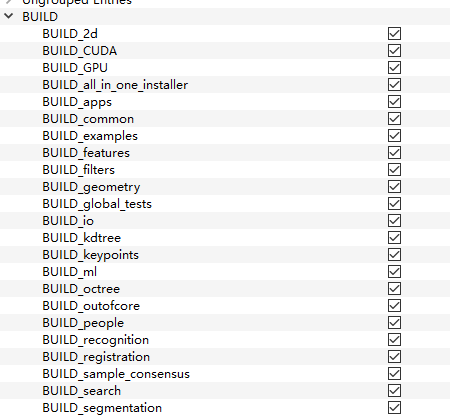 Ungrouped Entries
BUILD
BUILD_2d
BUILD_CUDA
BUILD_GPU
BUILD_all_in_one_installer
BUILD_apps
BUILD_common
BUILD_examples
BUILD_features
BUILD_filters
BUILD_geometry
BUILD_global_tests
BUILD_io
BUILD_kdtree
BUILD_keypoints
BUILD_ml
BUILD_octree
BUILD_outofcore
BUILD_people
BUILD_recognition
BUILD_registration
BUILD_sample_consensus
BUILD_search
BUILD_segmentation